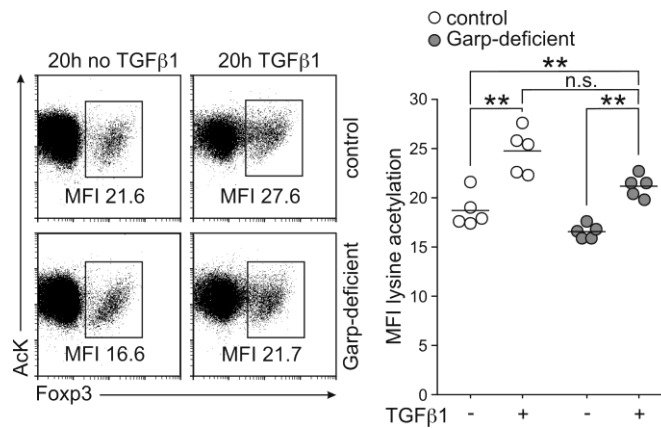 20h no TGFβ1
20h TGFβ1
AcK
MFI 21.6
MFI 27.6
control
MFI 16.6
MFI 21.7
Garp-deficient
Foxp3
control
Garp-deficient
**
n.s.
**
**
MFI lysine acetylation
30
25
20
15
10
5
0
TGFβ1 - + - +